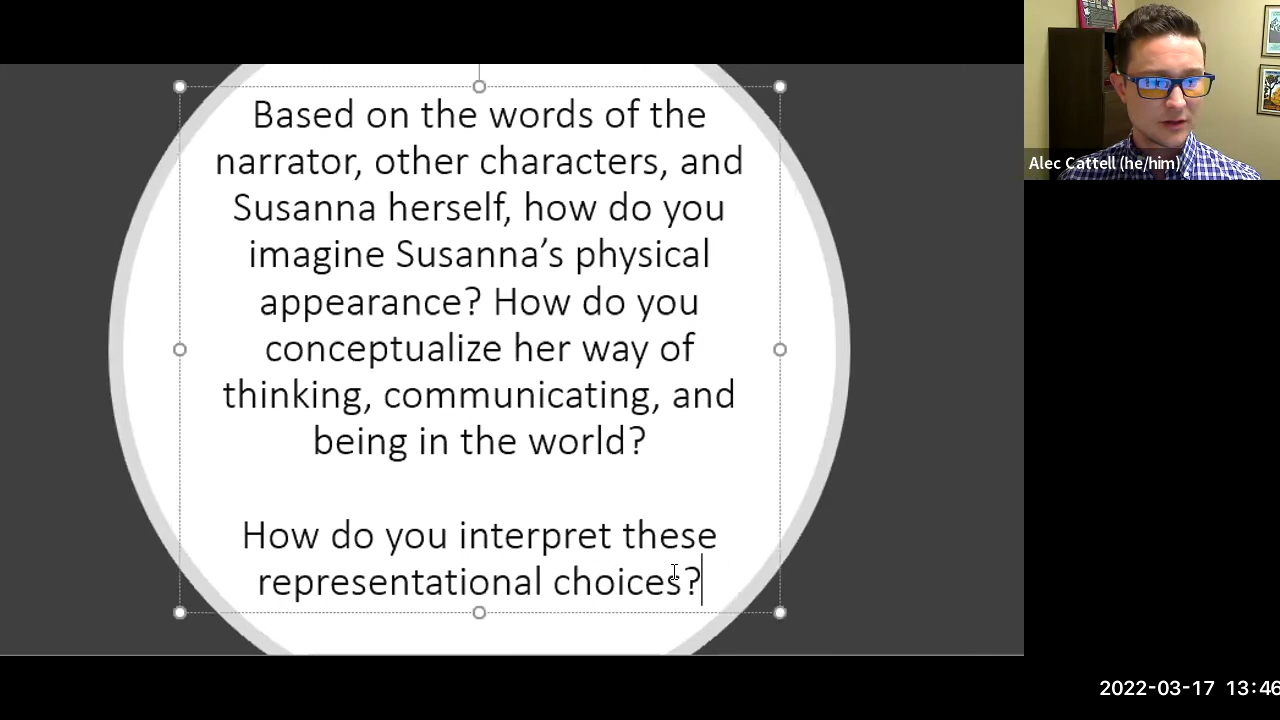 Based on the words of the
narrator, other characters, and
Susanna herself, how do you
imagine Susanna’s physical
appearance? How do you
conceptualize her way of
thinking, communicating, and
being in the world?
How do you interpret these
representational choices?
Alec Cattell (he/him)
2022-03-17 13:46